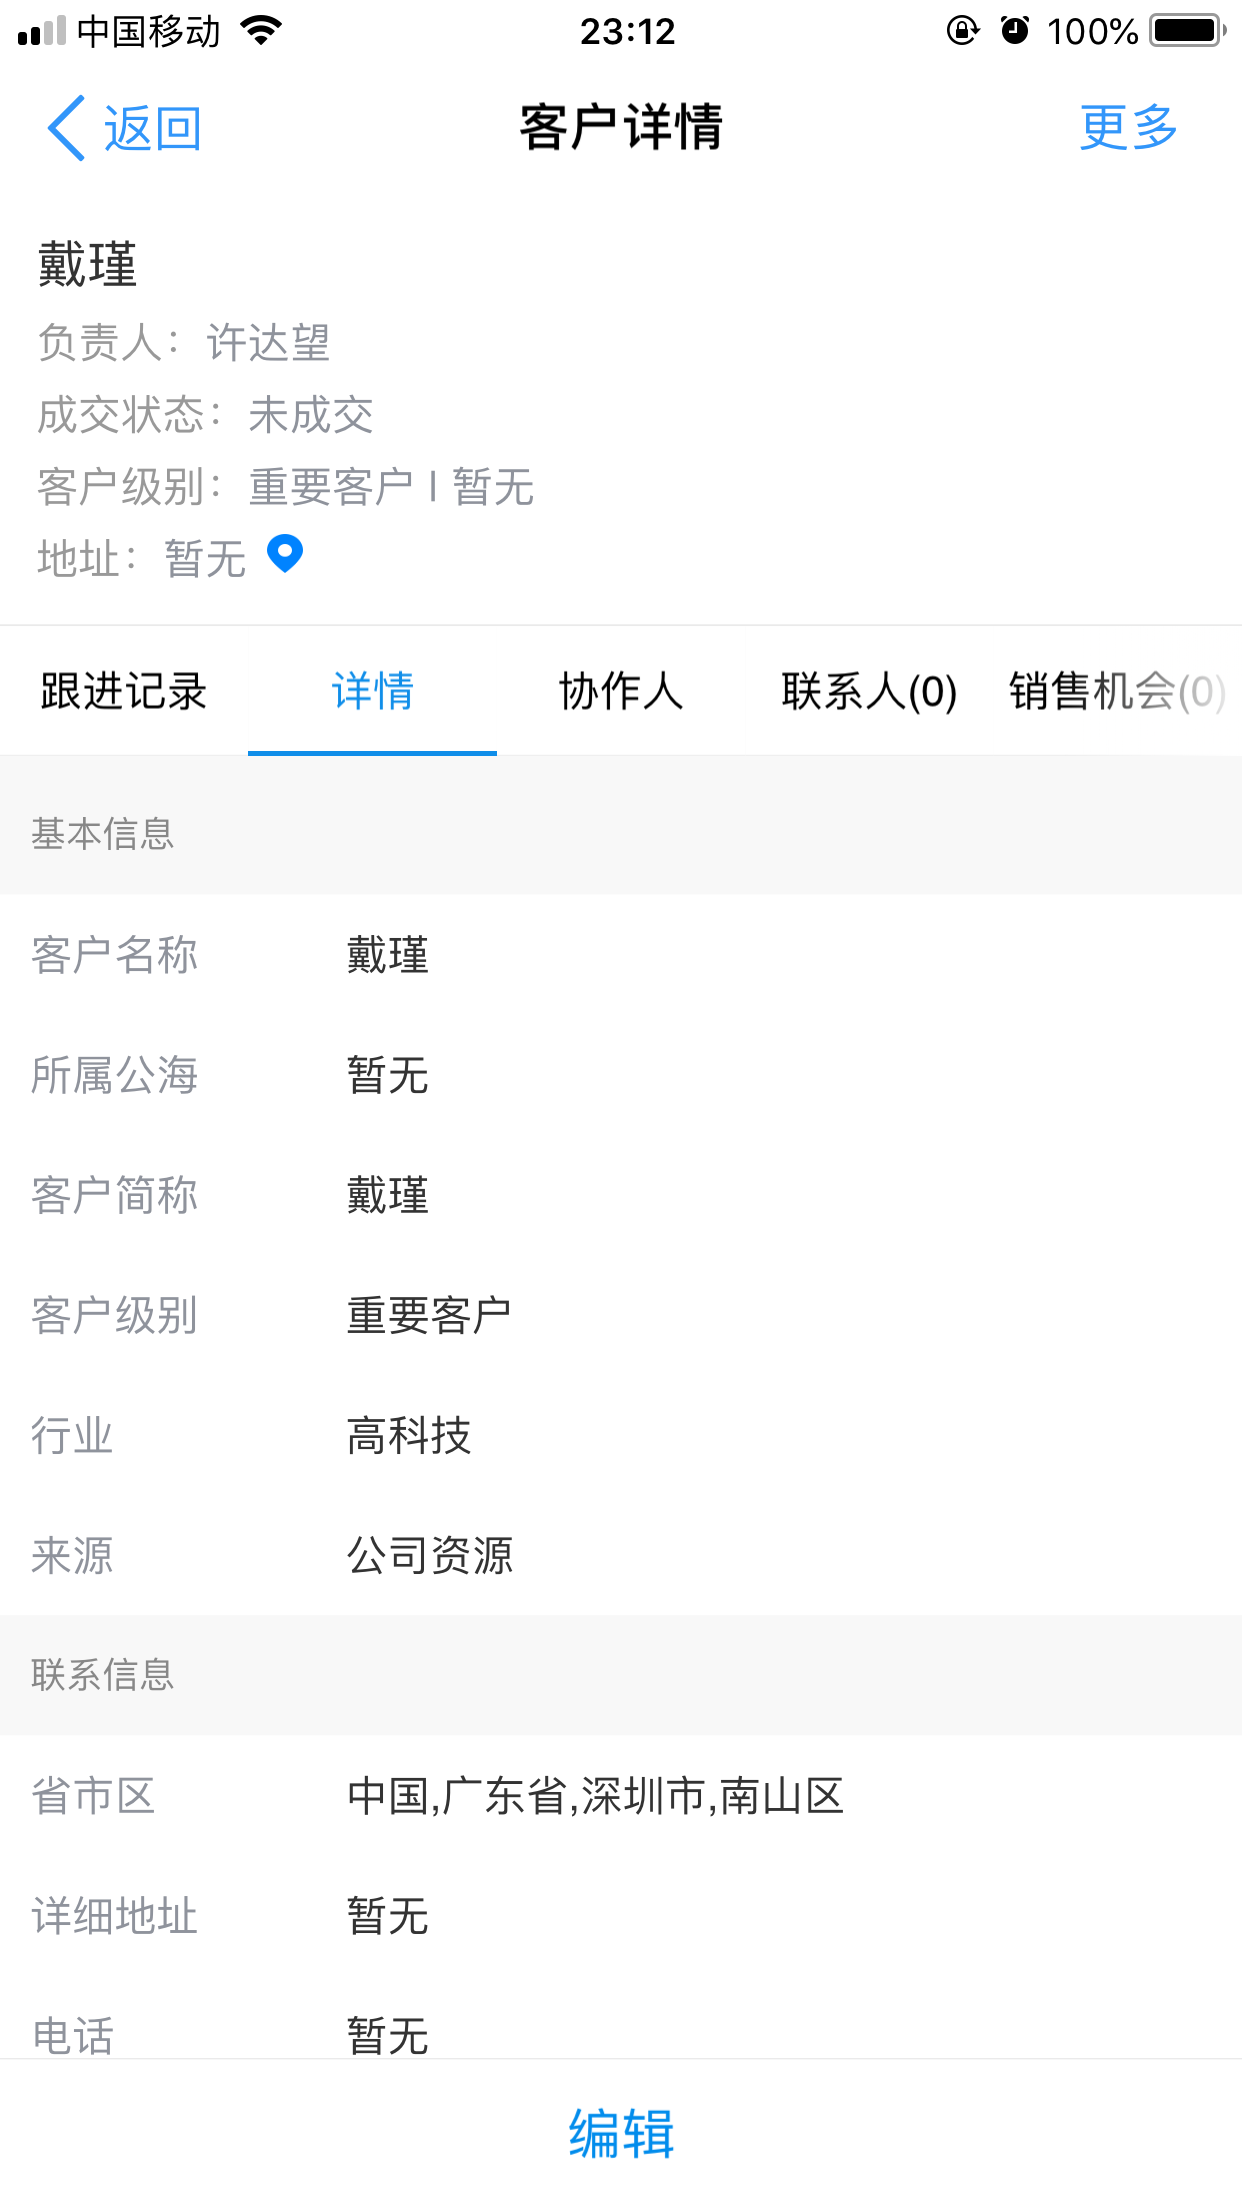 中国移动 23:12 100%
返回 客户详情 更多
戴瑾
负责人：许达望
成交状态：未成交
客户级别：重要客户 | 暂无
地址：暂无
跟进记录 详情 协作人 联系人(0) 销售机会(0)
基本信息
客户名称 戴瑾
所属公海 暂无
客户简称 戴瑾
客户级别 重要客户
行业 高科技
来源 公司资源
联系信息
省市区 中国,广东省,深圳市,南山区
详细地址 暂无
电话 暂无
编辑